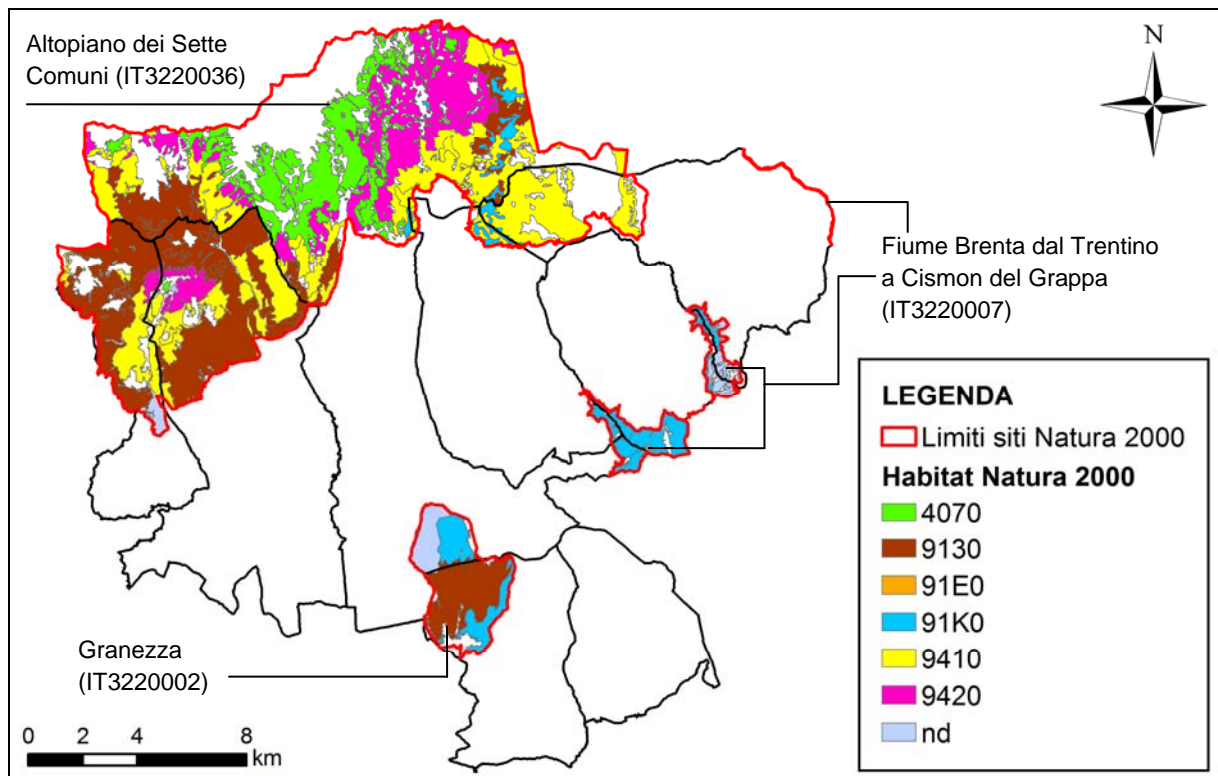 Altopiano dei Sette
Comuni (IT3220036)
N
Fiume Brenta dal Trentino
a Cismon del Grappa
(IT3220007)
Granezza
(IT3220002)
LEGENDA
Limiti siti Natura 2000
Habitat Natura 2000
4070
9130
91E0
91K0
9410
9420
nd
0 2 4 8
km